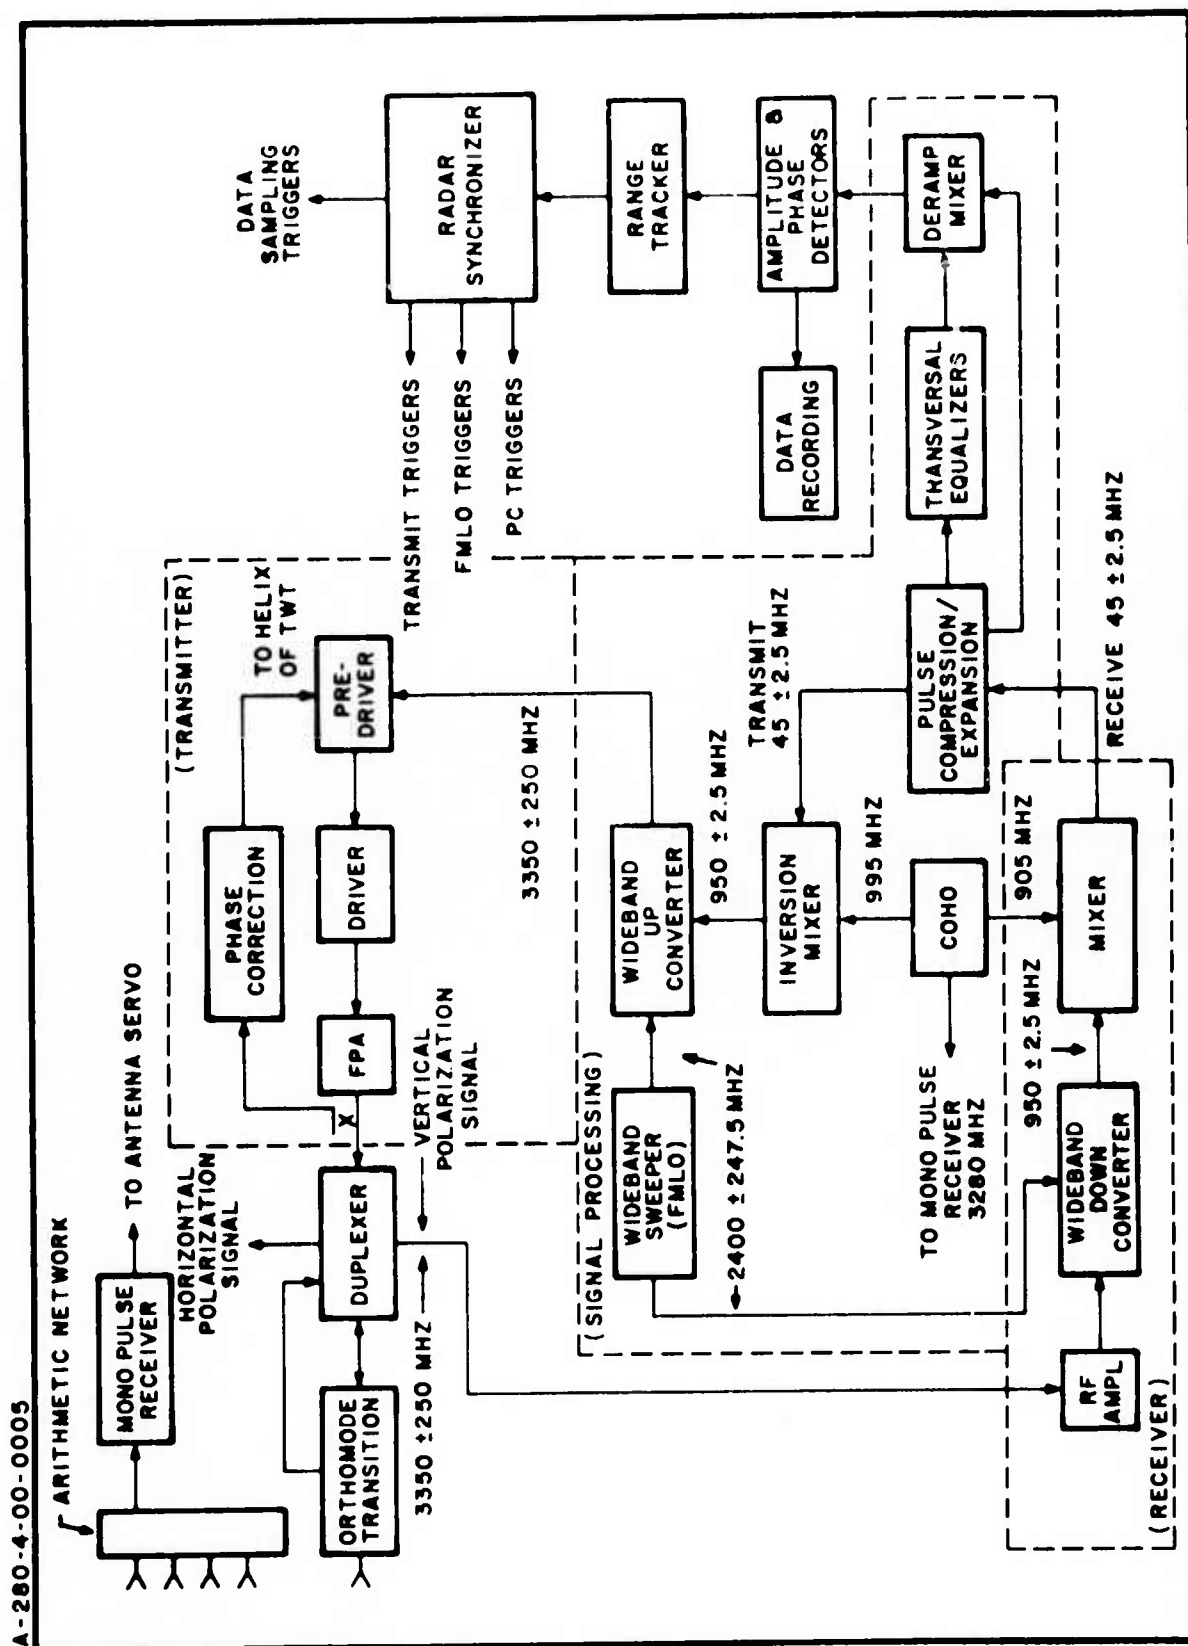 A-280-4-00-0005
ARITHMETIC NETWORK
MONO PULSE
RECEIVER
TO ANTENNA SERVO
HORIZONTAL
POLARIZATION
SIGNAL
ORTHOMODE
TRANSITION
DUPLEXER
3350 ± 250 MHZ
VERTICAL
POLARIZATION
SIGNAL
(TRANSMITTER)
PHASE
CORRECTION
TO HELIX
OF TWT
X
FPA
DRIVER
PRE-
DRIVER
3350 ± 250 MHZ
DATA
SAMPLING
TRIGGERS
RADAR
SYNCHRONIZER
TRANSMIT TRIGGERS
FMLO TRIGGERS
PC TRIGGERS
RANGE
TRACKER
AMPLITUDE &
PHASE
DETECTORS
DATA
RECORDING
(SIGNAL PROCESSING)
WIDEBAND
SWEEPER
(FMLO)
2400 ± 247.5 MHZ
WIDEBAND
UP
CONVERTER
950 ± 2.5 MHZ
INVERSION
MIXER
TRANSMIT
45 ± 2.5 MHZ
995 MHZ
TO MONO PULSE
RECEIVER
3280 MHZ
COHO
905 MHZ
PULSE
COMPRESSION/
EXPANSION
TRANSVERSAL
EQUALIZERS
DERAMP
MIXER
RECEIVE 45 ± 2.5 MHZ
(RECEIVER)
RF
AMPL
WIDEBAND
DOWN
CONVERTER
950 ± 2.5 MHZ
MIXER